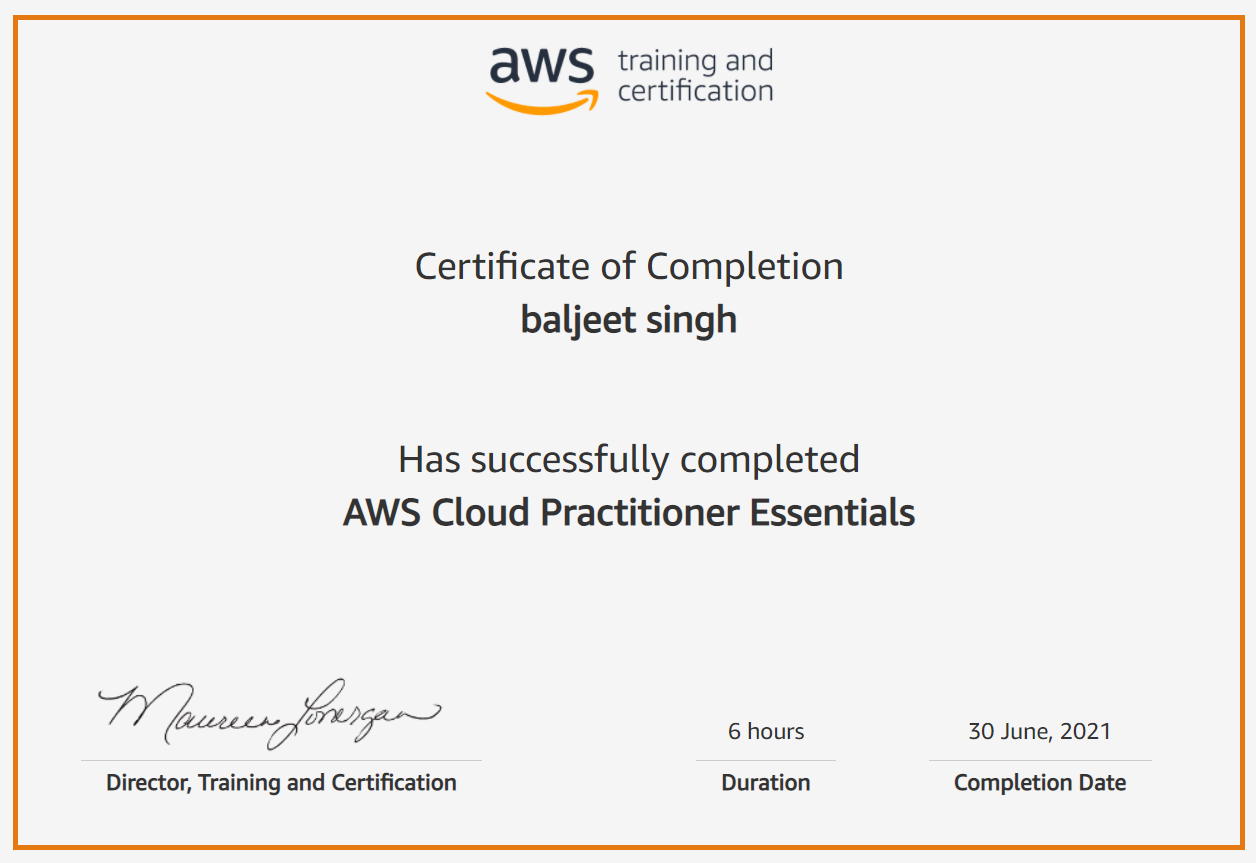 aws training and
certification
Certificate of Completion
baljeet singh
Has successfully completed
AWS Cloud Practitioner Essentials
Maureen Lonergan
6 hours
30 June, 2021
Director, Training and Certification
Duration
Completion Date